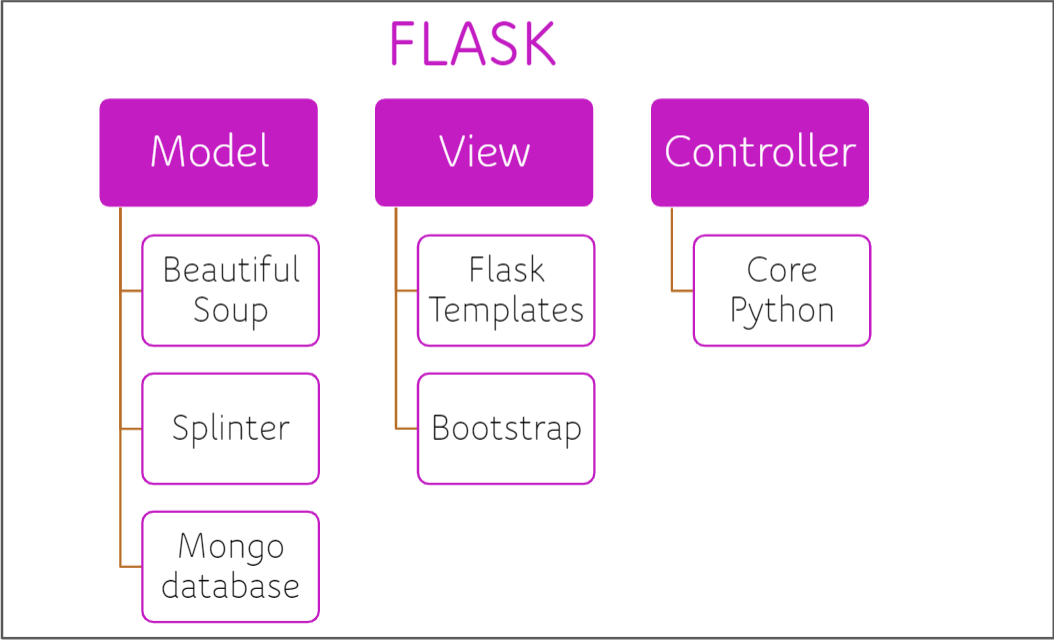 FLASK
Model
Beautiful
Soup
Splinter
Mongo
database
View
Flask
Templates
Bootstrap
Controller
Core
Python